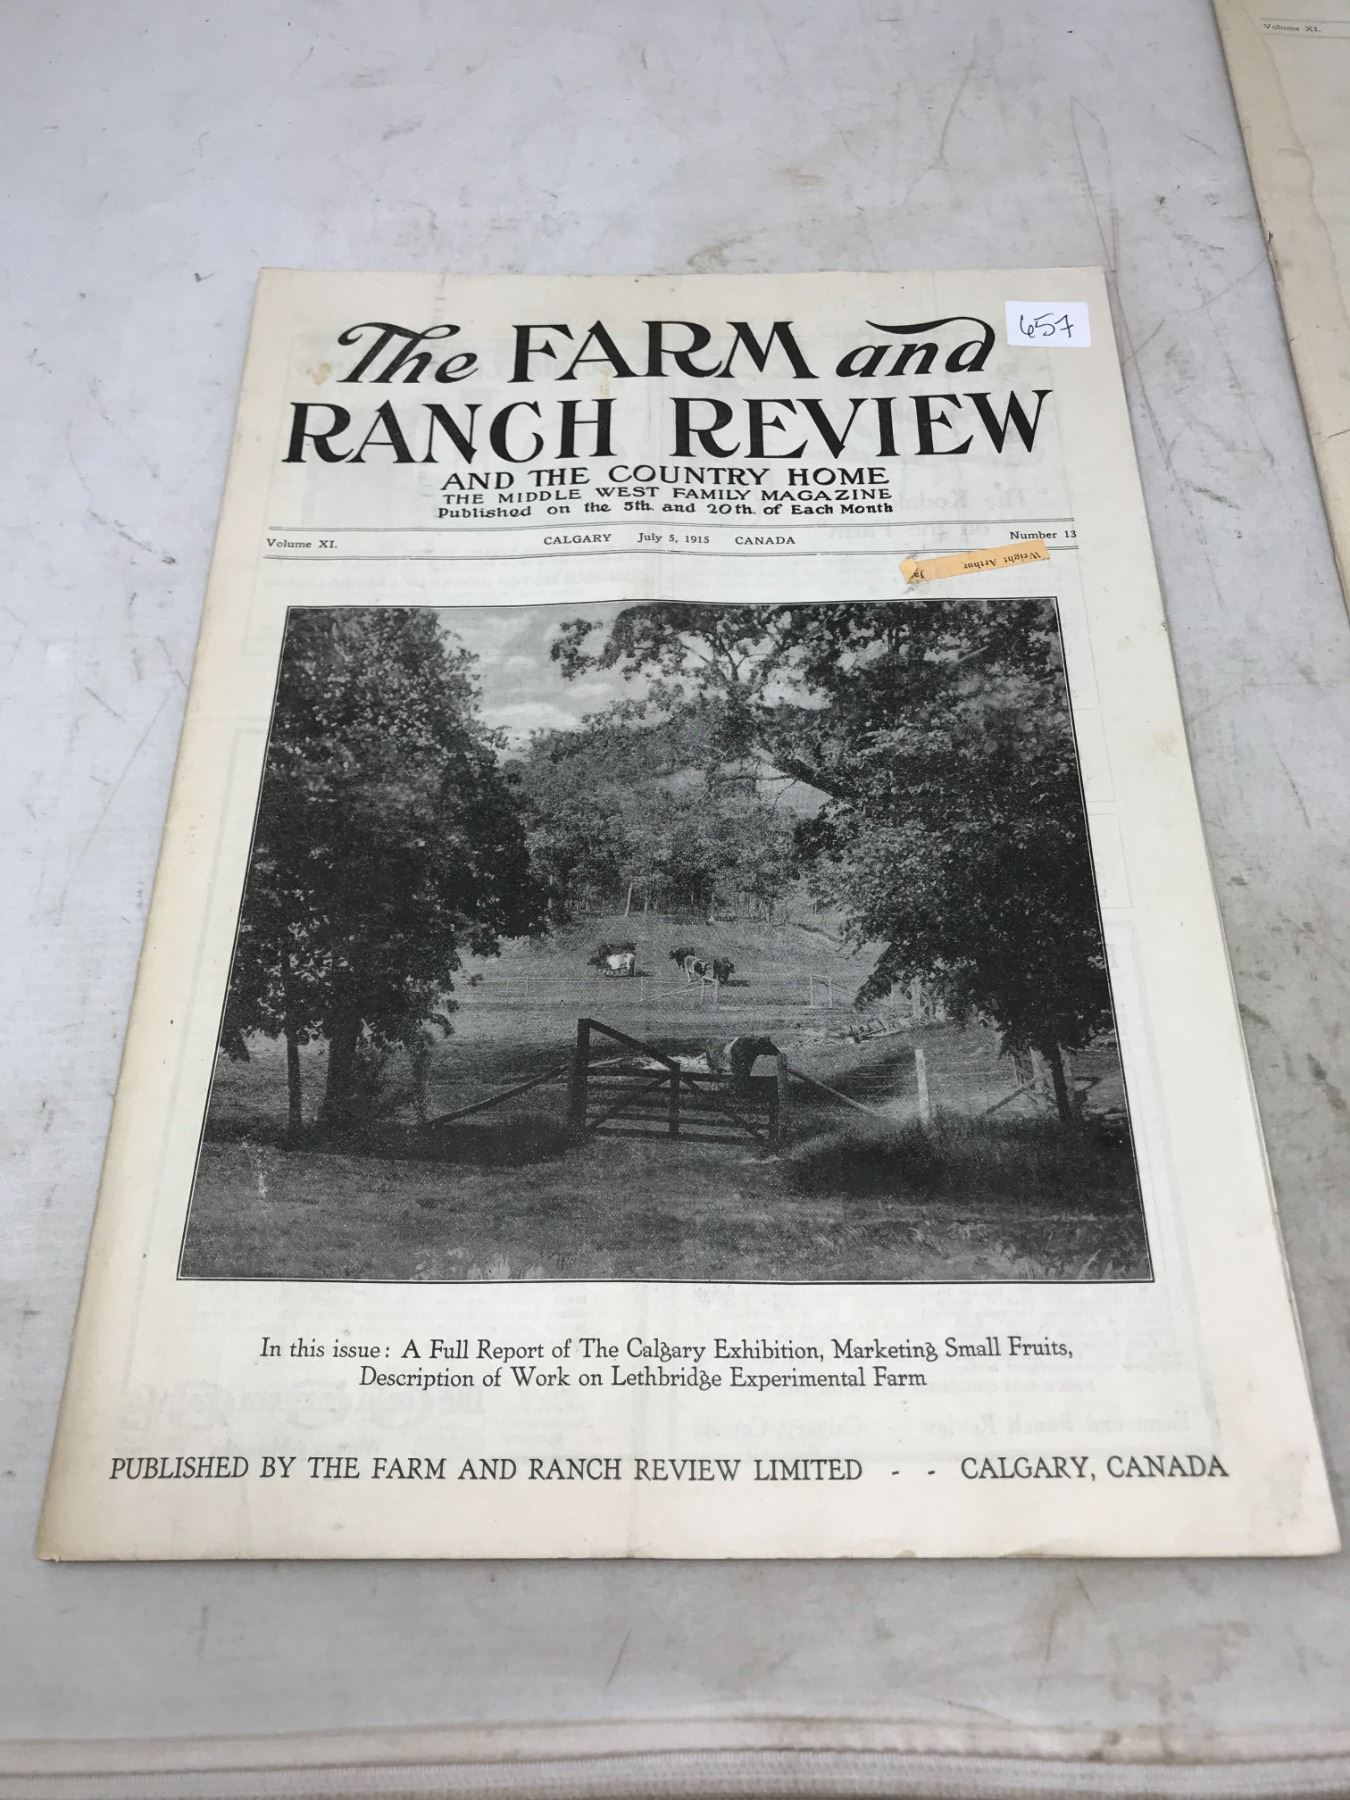 The FARM and
RANCH REVIEW
AND THE COUNTRY HOME
THE MIDDLE WEST FAMILY MAGAZINE
Published on the 5th. and 20th. of Each Month
657
Volume XI. CALGARY July 5, 1915 CANADA Number 13
Wright Arthur
Ja
In this issue: A Full Report of The Calgary Exhibition, Marketing Small Fruits,
Description of Work on Lethbridge Experimental Farm
PUBLISHED BY THE FARM AND RANCH REVIEW LIMITED - - CALGARY, CANADA
Volume XI.